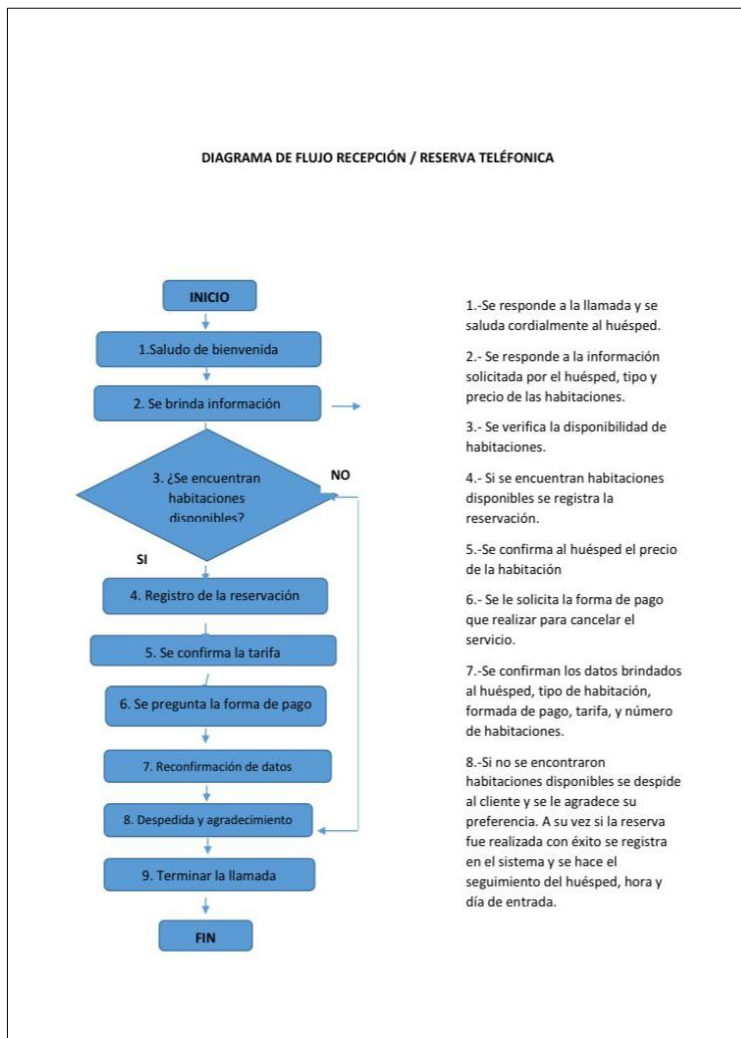 DIAGRAMA DE FLUJO RECEPCIÓN / RESERVA TELÉFONICA
INICIO
1.Saludo de bienvenida
2. Se brinda información
3. ¿Se encuentran
habitaciones
disponibles?
NO
SI
4. Registro de la reservación
5. Se confirma la tarifa
6. Se pregunta la forma de pago
7. Reconfirmación de datos
8. Despedida y agradecimiento
9. Terminar la llamada
FIN
1.-Se responde a la llamada y se
saluda cordialmente al huésped.
2.- Se responde a la información
solicitada por el huésped, tipo y
precio de las habitaciones.
3.- Se verifica la disponibilidad de
habitaciones.
4.- Si se encuentran habitaciones
disponibles se registra la
reservación.
5.-Se confirma al huésped el precio
de la habitación
6.- Se le solicita la forma de pago
que realizar para cancelar el
servicio.
7.-Se confirman los datos brindados
al huésped, tipo de habitación,
formada de pago, tarifa, y número
de habitaciones.
8.-Si no se encontraron
habitaciones disponibles se despide
al cliente y se le agradece su
preferencia. A su vez si la reserva
fue realizada con éxito se registra
en el sistema y se hace el
seguimiento del huésped, hora y
día de entrada.